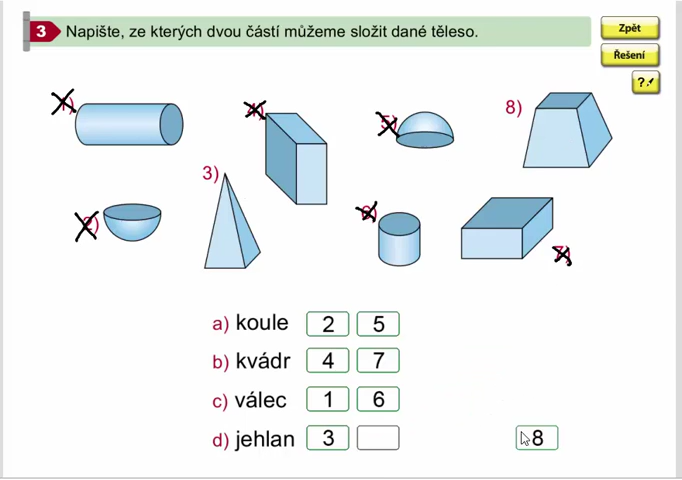 3 Napište, ze kterých dvou částí můžeme složit dané těleso.
Zpět
Řešení
?
1)
4)
5)
8)
3)
2)
6)
7)
a) koule 2 5
b) kvádr 4 7
c) válec 1 6
d) jehlan 3
8